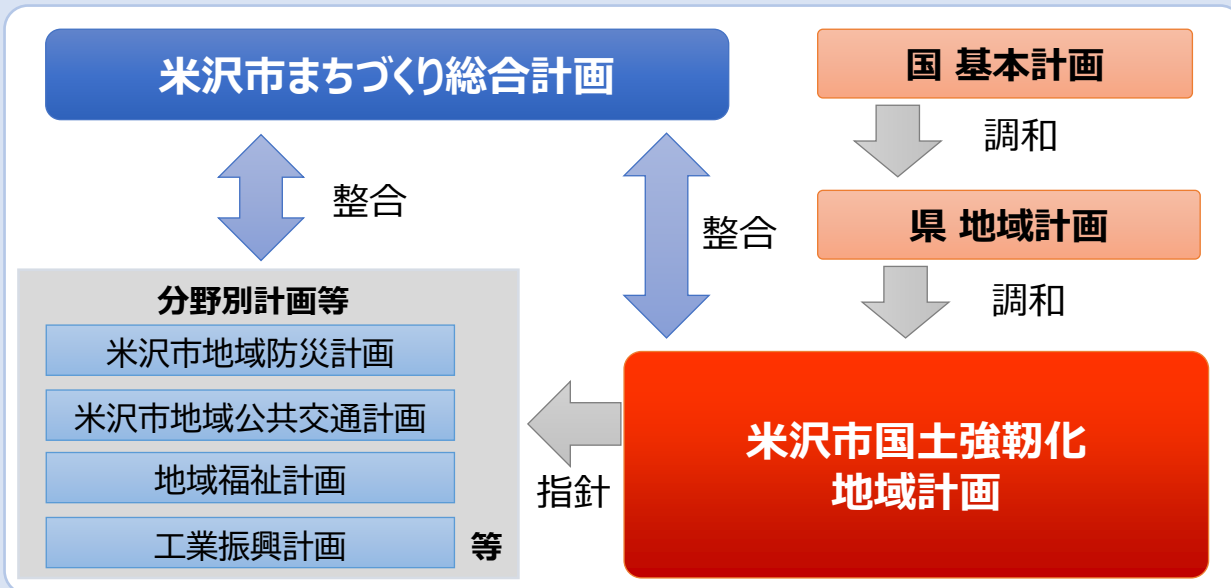 米沢市まちづくり総合計画
国 基本計画
調和
県 地域計画
調和
整合
整合
分野別計画等
米沢市地域防災計画
米沢市地域公共交通計画
地域福祉計画
工業振興計画
等
指針
米沢市国土強靭化
地域計画